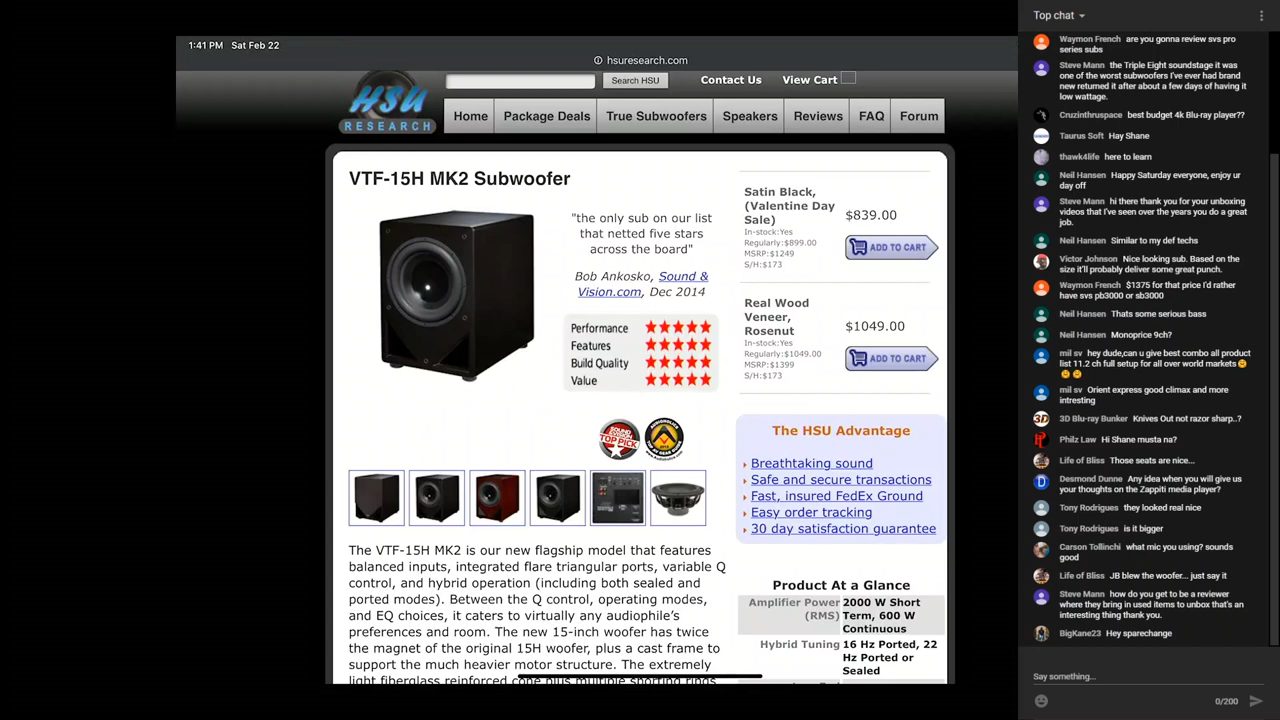 1:41 PM Sat Feb 22
hsuresearch.com
HSU
RESEARCH
Search HSU
Contact Us
View Cart
Home
Package Deals
True Subwoofers
Speakers
Reviews
FAQ
Forum
VTF-15H MK2 Subwoofer
"the only sub on our list
that netted five stars
across the board"
Bob Ankosko, Sound &
Vision.com, Dec 2014
Performance
Features
Build Quality
Value
SOUND & VISION
TOP PICK
The VTF-15H MK2 is our new flagship model that features
balanced inputs, integrated flare triangular ports, variable Q
control, and hybrid operation (including both sealed and
ported modes). Between the Q control, operating modes,
and EQ choices, it caters to virtually any audiophile's
preferences and room. The new 15-inch woofer has twice
the magnet of the original 15H woofer, plus a cast frame to
support the much heavier motor structure. The extremely
light fiberglass reinforced cone plus multiple shorting rings
Satin Black,
(Valentine Day
Sale)
In-stock:Yes
Regularly:$899.00
MSRP:$1249
S/H:$173
$839.00
ADD TO CART
Real Wood
Veneer,
Rosenut
In-stock:Yes
Regularly:$1049.00
MSRP:$1399
S/H:$173
$1049.00
ADD TO CART
The HSU Advantage
Breathtaking sound
Safe and secure transactions
Fast, insured FedEx Ground
Easy order tracking
30 day satisfaction guarantee
Product At a Glance
Amplifier Power 2000 W Short
(RMS) Term, 600 W
Continuous
Hybrid Tuning 16 Hz Ported, 22
Hz Ported or
Sealed
Top chat
Waymon French are you gonna review svs pro
series subs
Steve Mann the Triple Eight soundstage it was
one of the worst subwoofers I've ever had brand
new returned it after about a few days of having it
low wattage.
Cruzinthruspace best budget 4k Blu-ray player??
Taurus Soft Hay Shane
thawk4life here to learn
Neil Hansen Happy Saturday everyone, enjoy ur
day off
Steve Mann hi there thank you for your unboxing
videos that I've seen over the years you do a great
job.
Neil Hansen Similar to my def techs
Victor Johnson Nice looking sub. Based on the
size it'll probably deliver some great punch.
Waymon French $1375 for that price I'd rather
have svs pb3000 or sb3000
Neil Hansen Thats some serious bass
Neil Hansen Monoprice 9ch?
mil sv hey dude,can u give best combo all product
list 11.2 ch full setup for all over world markets
mil sv Orient express good climax and more
intresting
3D Blu-ray Bunker Knives Out not razor sharp..?
Philz Law Hi Shane musta na?
Life of Bliss Those seats are nice...
Desmond Dunne Any idea when you will give us
your thoughts on the Zappiti media player?
Tony Rodrigues they looked real nice
Tony Rodrigues is it bigger
Carson Tollinchi what mic you using? sounds
good
Life of Bliss JB blew the woofer... just say it
Steve Mann how do you get to be a reviewer
where they bring in used items to unbox that's an
interesting thing thank you.
BigKane23 Hey sparechange
Say something...
0/200